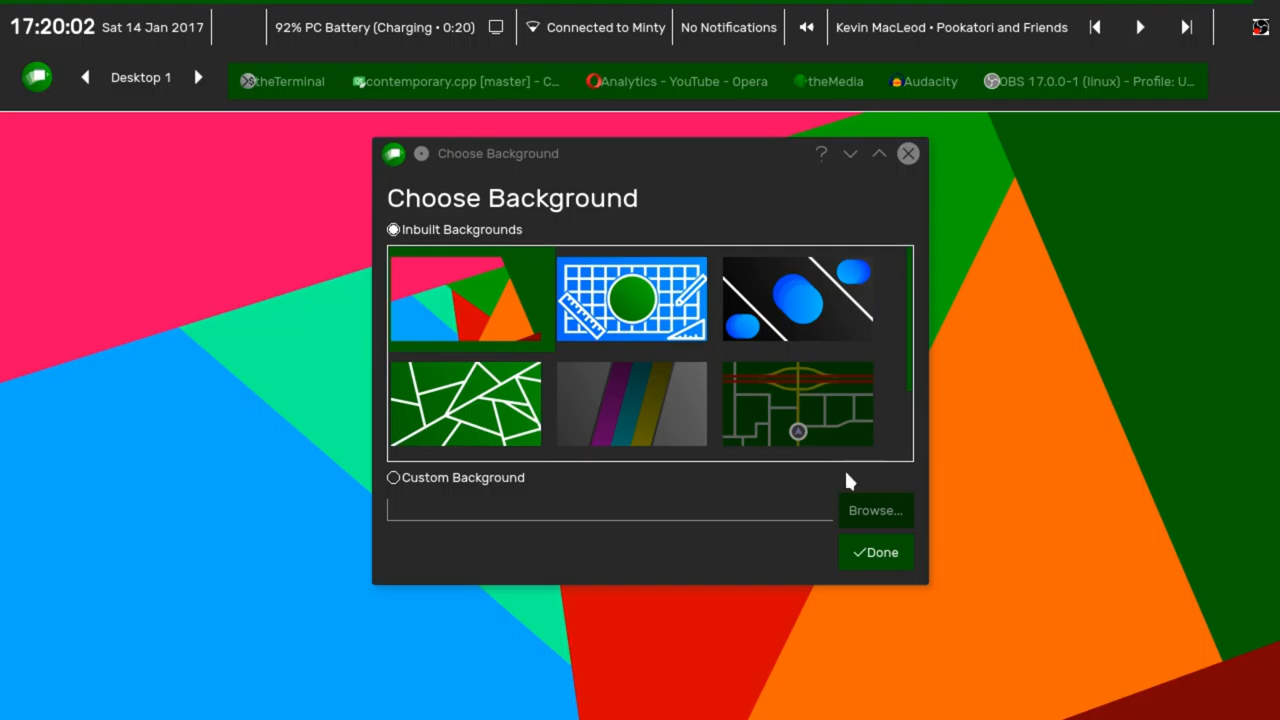 17:20:02 Sat 14 Jan 2017 92% PC Battery (Charging • 0:20) Connected to Minty No Notifications Kevin MacLeod • Pookatori and Friends
Desktop 1 theTerminal contemporary.cpp [master] - C... Analytics - YouTube - Opera theMedia Audacity OBS 17.0.0-1 (linux) - Profile: U...
Choose Background
Choose Background
Inbuilt Backgrounds
Custom Background
Browse...
Done